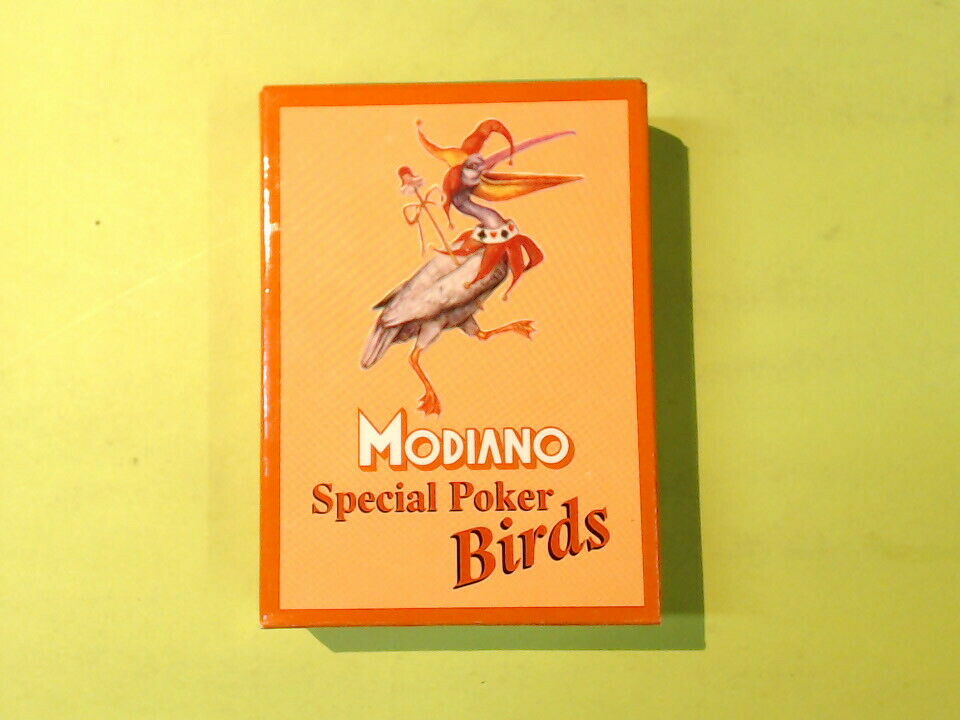 MODIANO
Special Poker
Birds